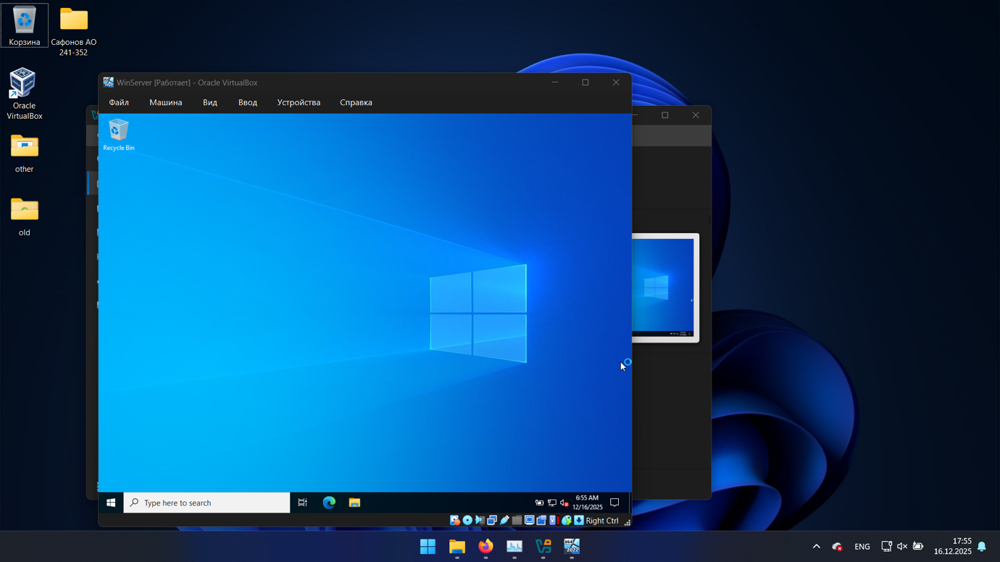 Корзина
Сафонов АО
241-352
Oracle
VirtualBox
other
old
WinServer [Работает] - Oracle VirtualBox
Файл Машина Вид Ввод Устройства Справка
Recycle Bin
Type here to search
6:55 AM
12/16/2025
Right Ctrl
X64
2022
ENG
17:55
16.12.2025